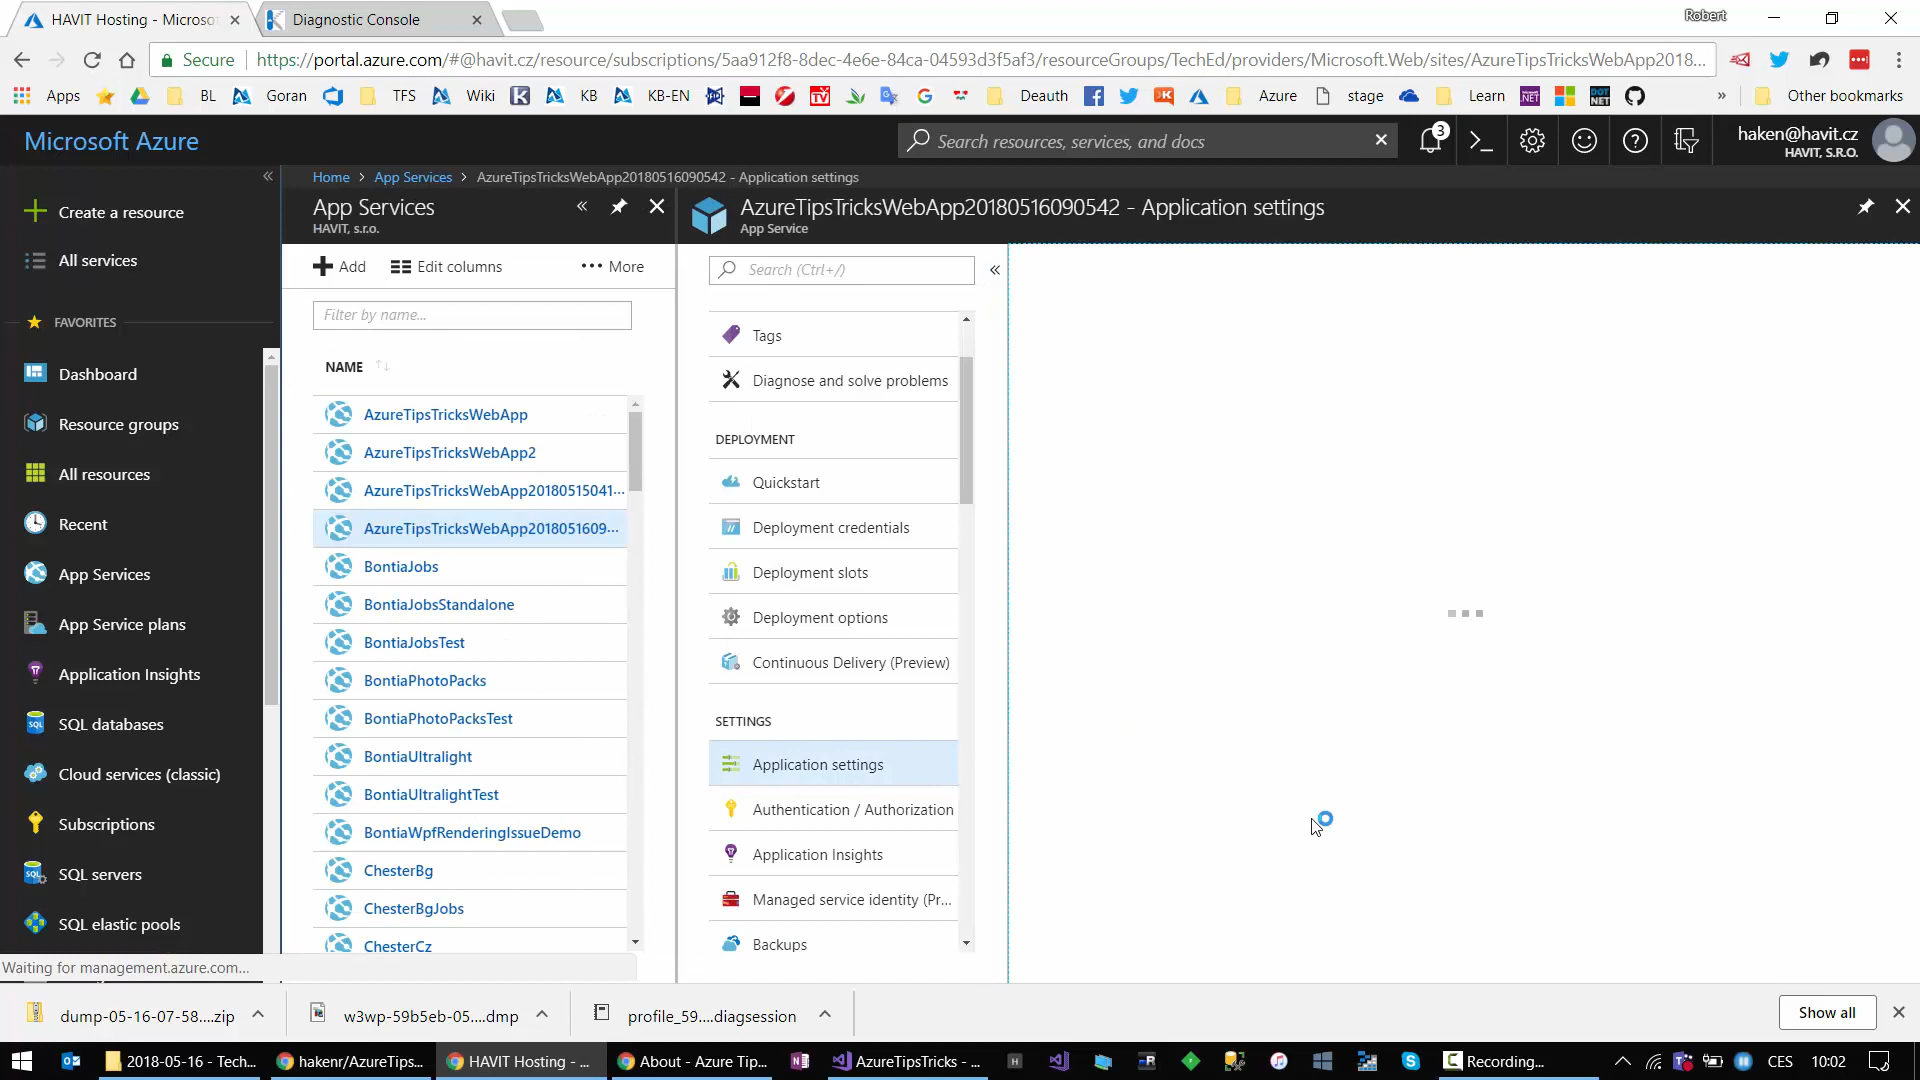 HAVIT Hosting - Microso
Diagnostic Console
Robert
Secure
https://portal.azure.com/#@havit.cz/resource/subscriptions/5aa912f8-8dec-4e6e-84ca-04593d3f5af3/resourceGroups/TechEd/providers/Microsoft.Web/sites/AzureTipsTricksWebApp2018...
Apps
BL
Goran
TFS
Wiki
KB
KB-EN
Deauth
Azure
stage
Learn
»
Other bookmarks
Microsoft Azure
Search resources, services, and docs
3
haken@havit.cz
HAVIT, S.R.O.
Home > App Services > AzureTipsTricksWebApp20180516090542 - Application settings
Create a resource
All services
FAVORITES
Dashboard
Resource groups
All resources
Recent
App Services
App Service plans
Application Insights
SQL databases
Cloud services (classic)
Subscriptions
SQL servers
SQL elastic pools
Waiting for management.azure.com...
App Services
HAVIT, s.r.o.
Add
Edit columns
More
Filter by name...
NAME
AzureTipsTricksWebApp
AzureTipsTricksWebApp2
AzureTipsTricksWebApp20180515041...
AzureTipsTricksWebApp2018051609...
BontiaJobs
BontiaJobsStandalone
BontiaJobsTest
BontiaPhotoPacks
BontiaPhotoPacksTest
BontiaUltralight
BontiaUltralightTest
BontiaWpfRenderingIssueDemo
ChesterBg
ChesterBgJobs
ChesterCz
AzureTipsTricksWebApp20180516090542 - Application settings
App Service
Search (Ctrl+/)
Tags
Diagnose and solve problems
DEPLOYMENT
Quickstart
Deployment credentials
Deployment slots
Deployment options
Continuous Delivery (Preview)
SETTINGS
Application settings
Authentication / Authorization
Application Insights
Managed service identity (Pr...
Backups
dump-05-16-07-58....zip
w3wp-59b5eb-05....dmp
profile_59....diagsession
Show all
2018-05-16 - Tech...
hakenr/AzureTips...
HAVIT Hosting - ...
About - Azure Tip...
AzureTipsTricks - ...
Recording...
CES
10:02